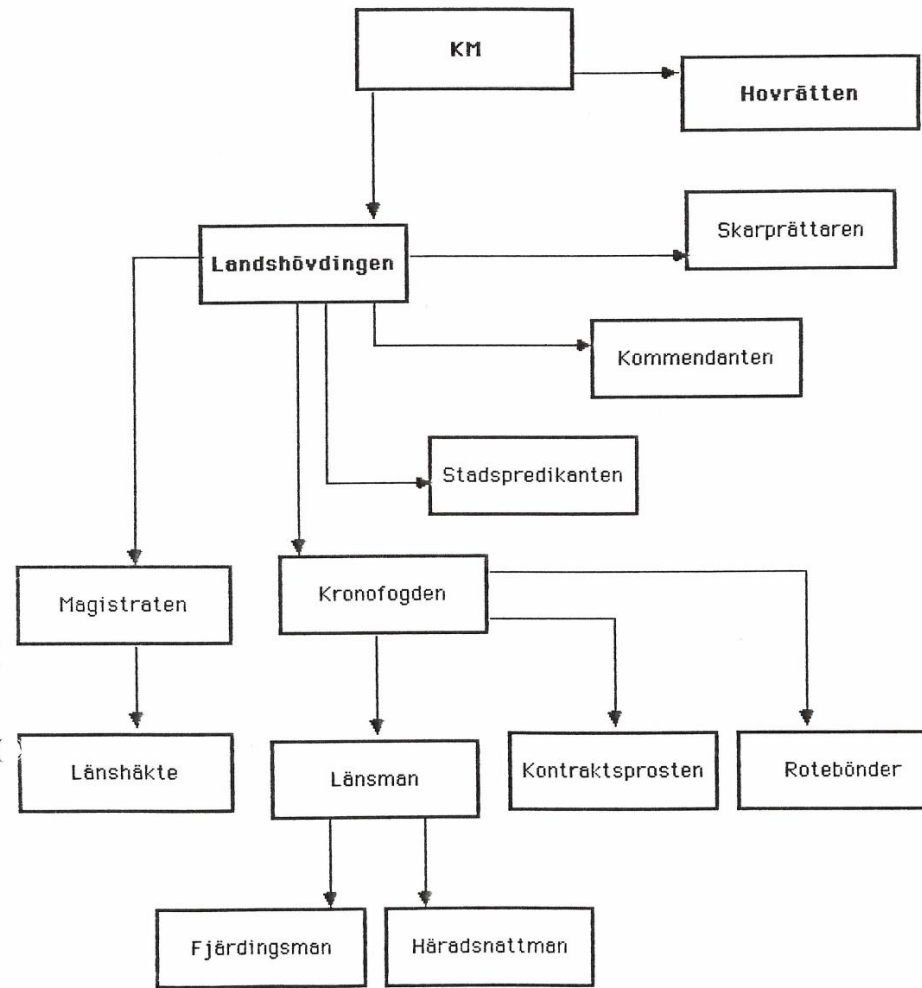 KM
Hovrätten
Skarprättaren
Landshövdingen
Kommendanten
Stadspredikanten
Kronofogden
Magistraten
Länshäkte
Länsman
Kontraktsprosten
Rotebönder
Fjärdingsman
Häradsnattman